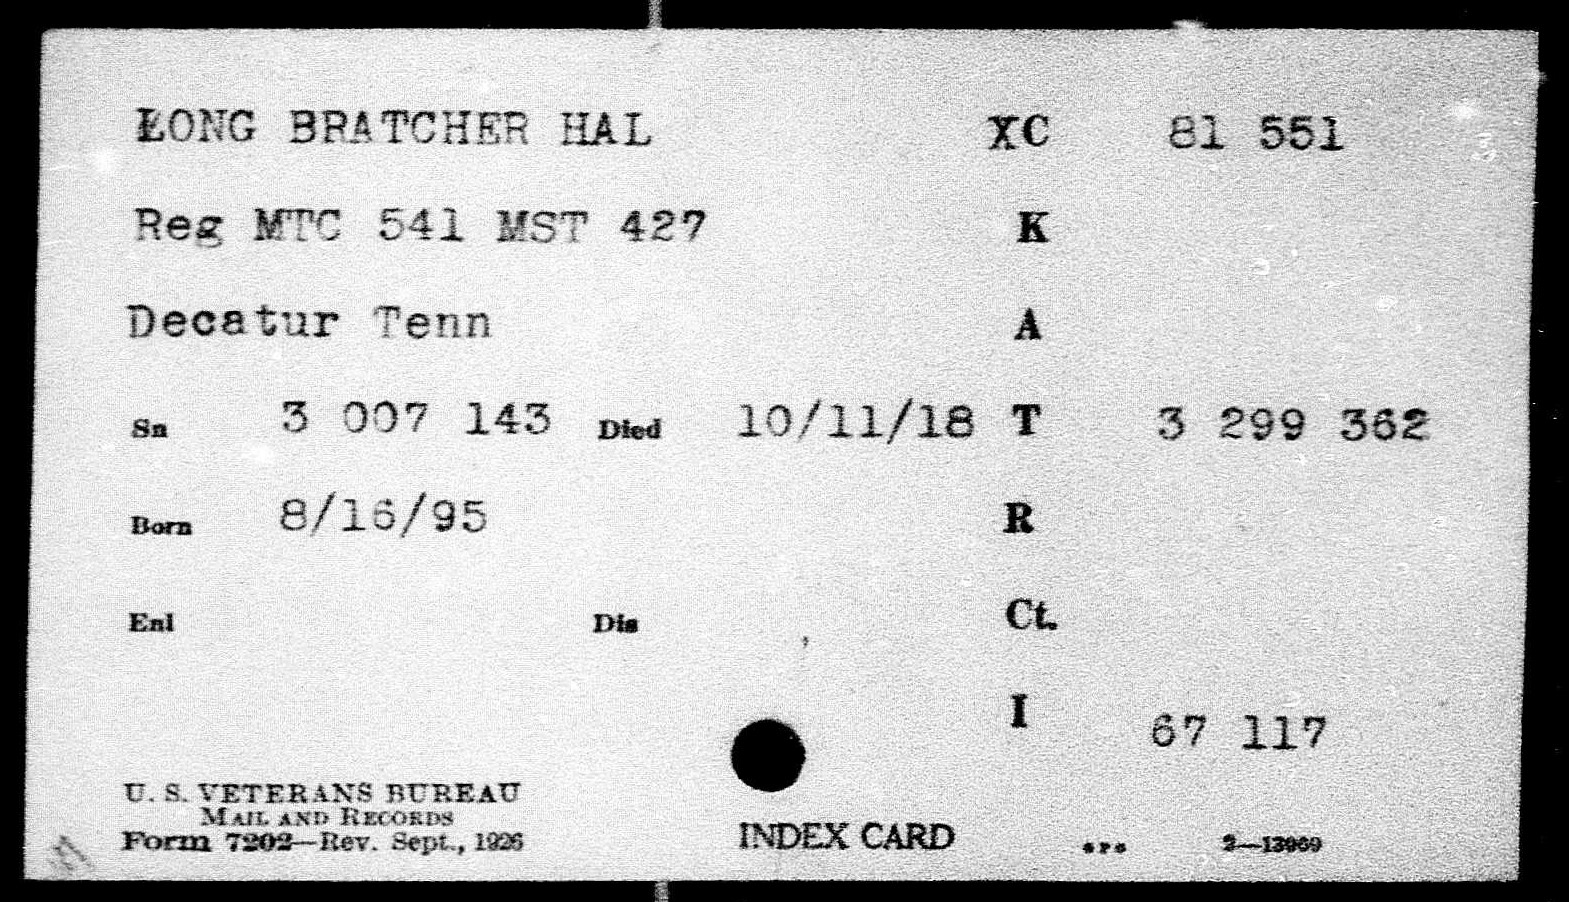 LONG BRATCHER HAL XC 81 551
Reg MTC 541 MST 427 K
Decatur Tenn A
Sn 3 007 143 Died 10/11/18 T 3 299 362
Born 8/16/95 R
Enl Dis Ct.
I 67 117
U. S. VETERANS BUREAU
MAIL AND RECORDS
Form 7202—Rev. Sept., 1926 INDEX CARD 2—13969